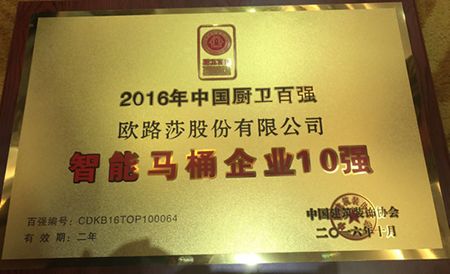 2016年中国厨卫百强
欧路莎股份有限公司
智能马桶企业10强
百强编号：CDKB16TOP100064
有效期：二年
中国建筑装饰协会
二〇一六年十月